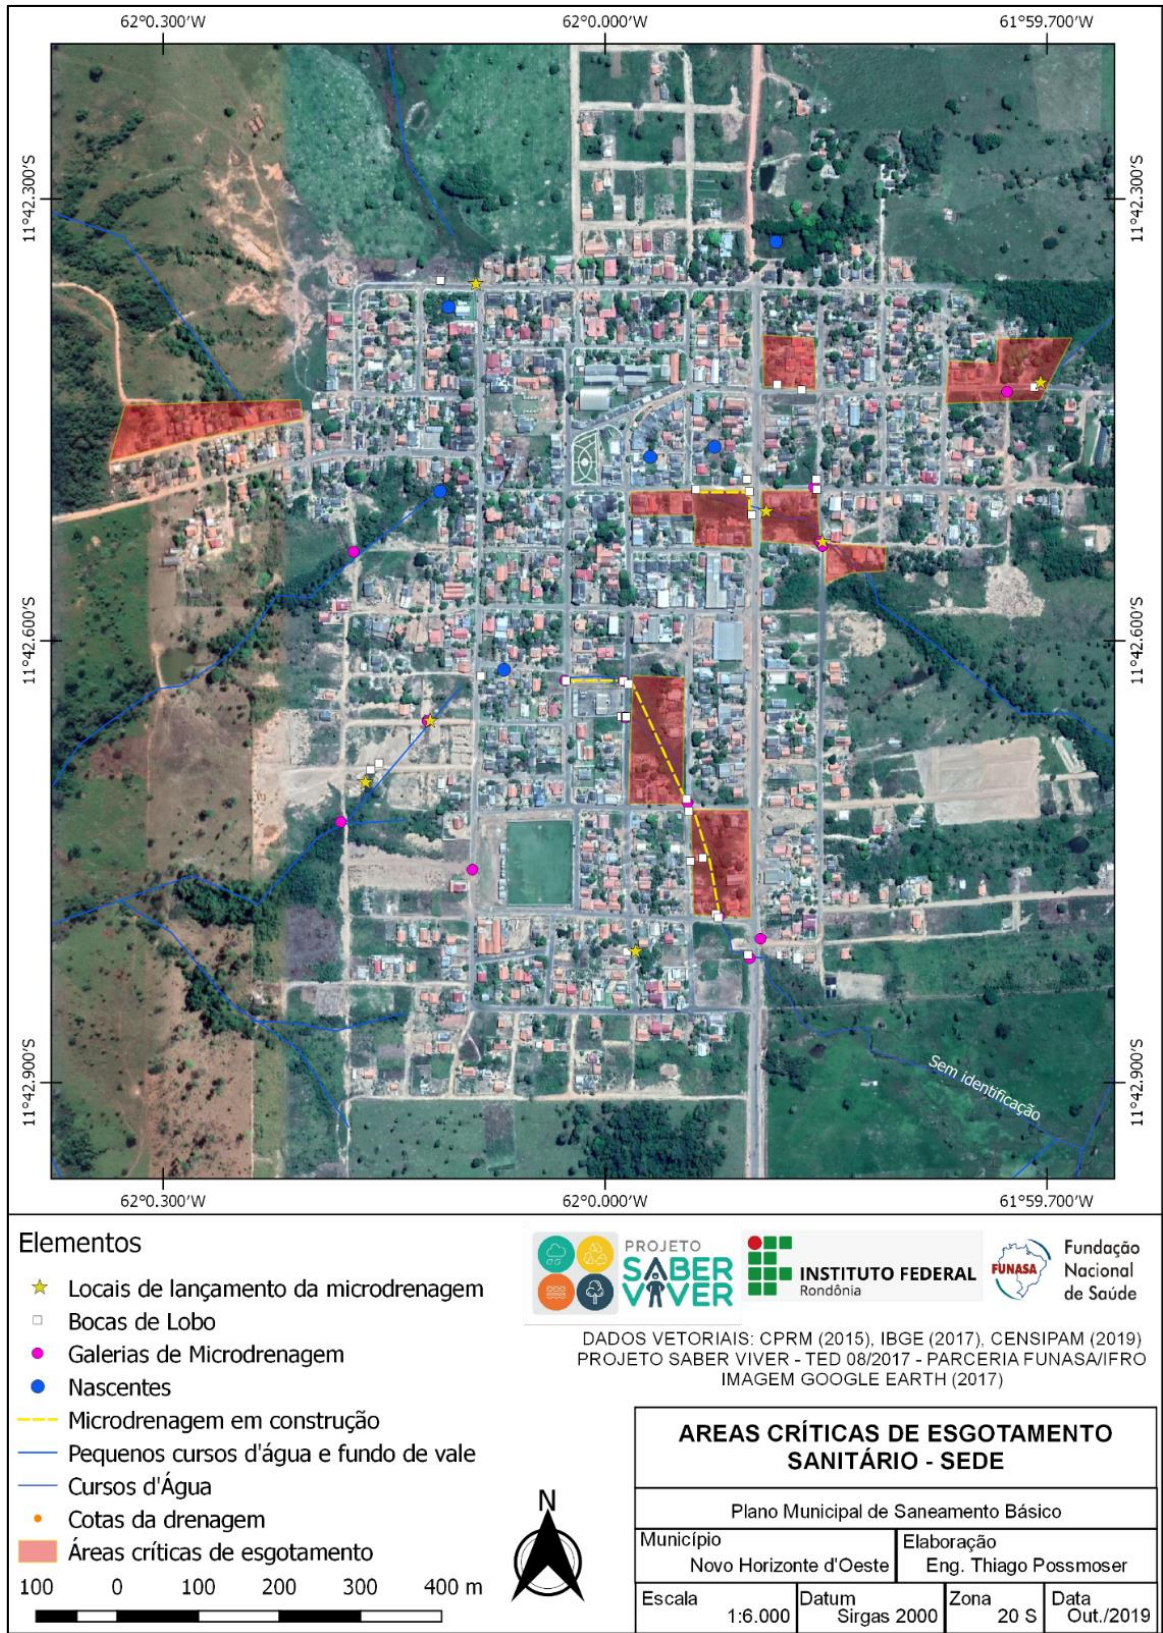 62°0.300'W 62°0.000'W 61°59.700'W
11°42.300'S 11°42.300'S
11°42.600'S 11°42.600'S
11°42.900'S 11°42.900'S
Sem identificação
62°0.300'W 62°0.000'W 61°59.700'W
Elementos
Locais de lançamento da microdrenagem
Bocas de Lobo
Galerias de Microdrenagem
Nascentes
Microdrenagem em construção
Pequenos cursos d'água e fundo de vale
Cursos d'Água
Cotas da drenagem
Áreas críticas de esgotamento
100 0 100 200 300 400 m
N
PROJETO
SABER
VIVER
INSTITUTO FEDERAL
Rondônia
FUNASA
Fundação
Nacional
de Saúde
DADOS VETORIAIS: CPRM (2015), IBGE (2017), CENSIPAM (2019)
PROJETO SABER VIVER - TED 08/2017 - PARCERIA FUNASA/IFRO
IMAGEM GOOGLE EARTH (2017)
AREAS CRÍTICAS DE ESGOTAMENTO
SANITÁRIO - SEDE
Plano Municipal de Saneamento Básico
Município
Novo Horizonte d'Oeste
Elaboração
Eng. Thiago Possmoser
Escala
1:6.000
Datum
Sirgas 2000
Zona
20 S
Data
Out./2019